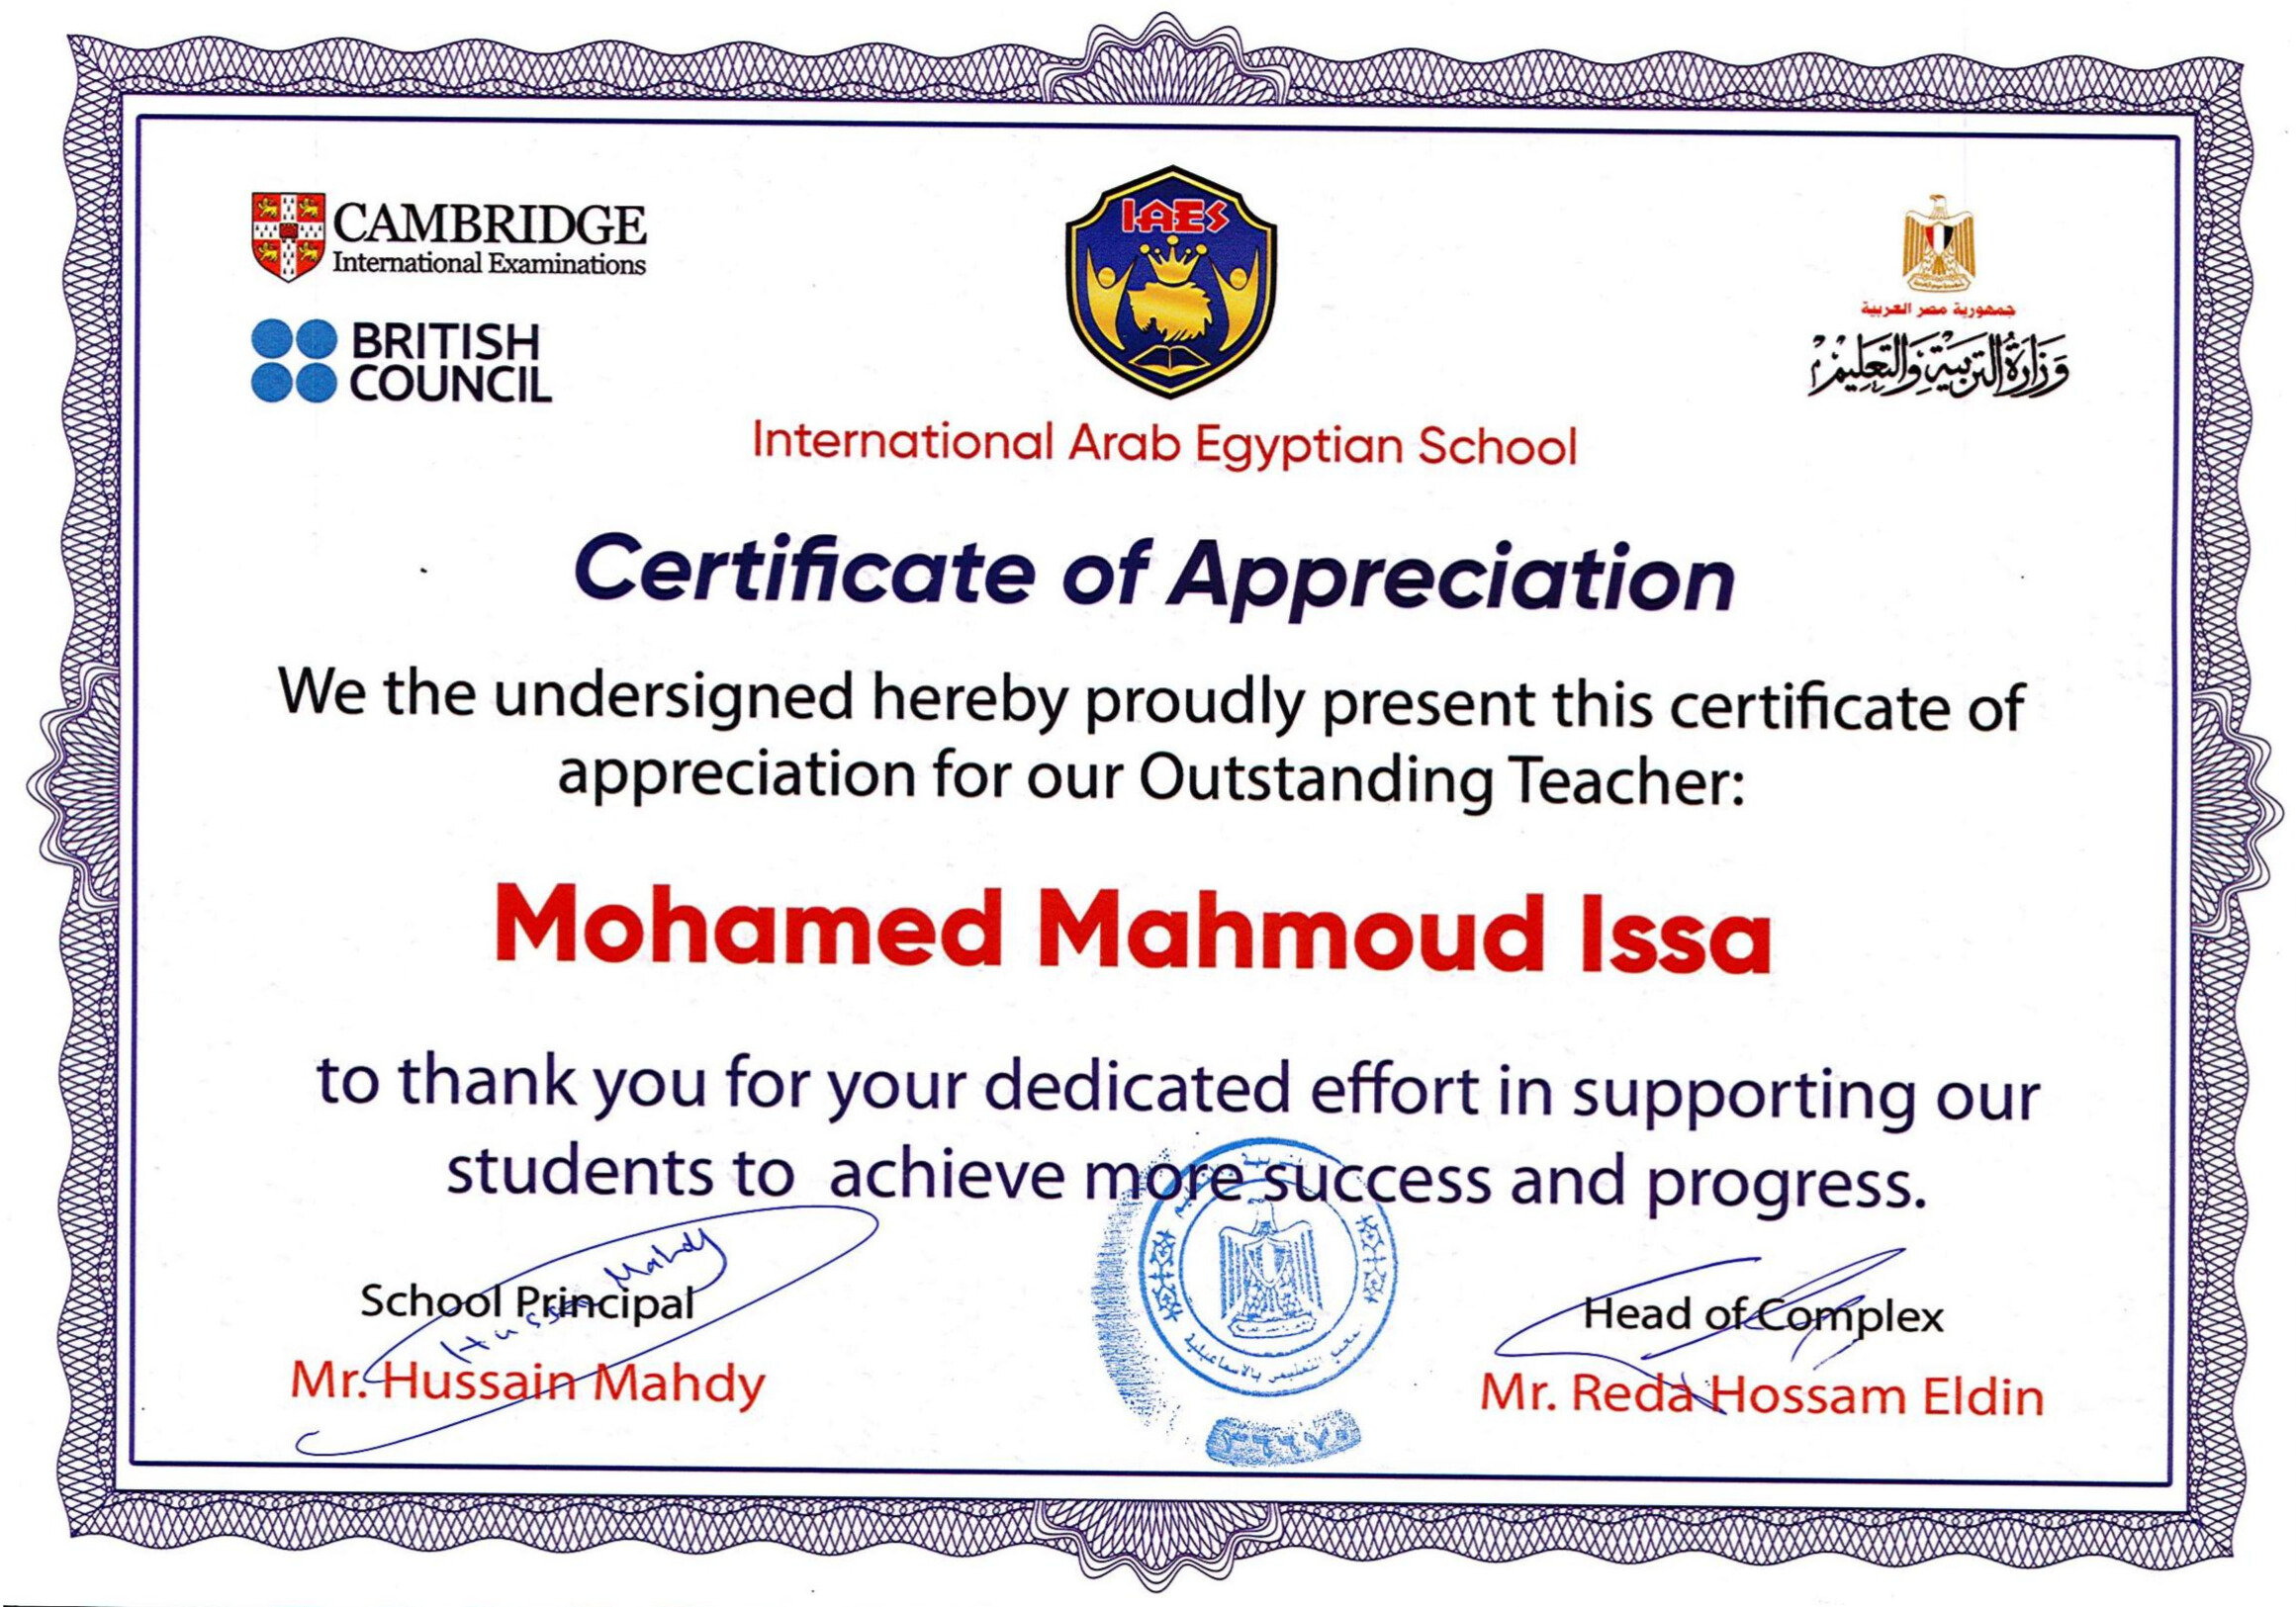 CAMBRIDGE
International Examinations
BRITISH
COUNCIL
IAES
جمهورية مصر العربية
وزارة التربية والتعليم
International Arab Egyptian School
Certificate of Appreciation
We the undersigned hereby proudly present this certificate of
appreciation for our Outstanding Teacher:
Mohamed Mahmoud Issa
to thank you for your dedicated effort in supporting our
students to achieve more success and progress.
School Principal
Hussain Mahdy
Mr. Hussain Mahdy
Head of Complex
Mr. Reda Hossam Eldin
بالاسماعيلية